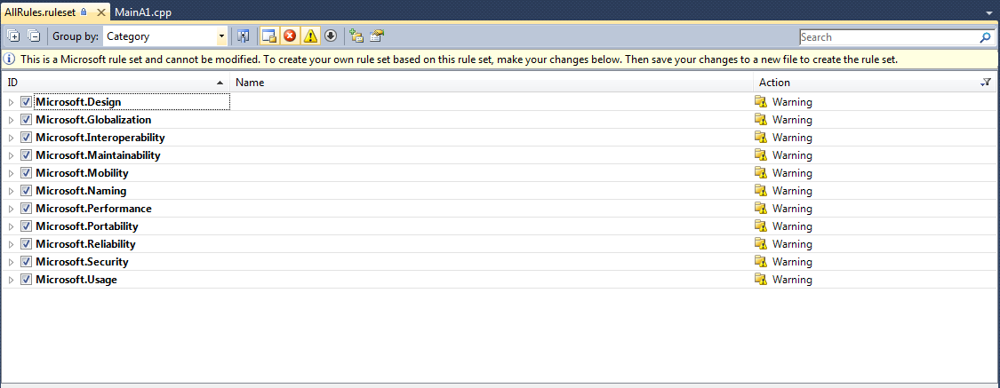 AllRules.ruleset MainA1.cpp
Group by: Category Search
This is a Microsoft rule set and cannot be modified. To create your own rule set based on this rule set, make your changes below. Then save your changes to a new file to create the rule set.
ID Name Action
Microsoft.Design Warning
Microsoft.Globalization Warning
Microsoft.Interoperability Warning
Microsoft.Maintainability Warning
Microsoft.Mobility Warning
Microsoft.Naming Warning
Microsoft.Performance Warning
Microsoft.Portability Warning
Microsoft.Reliability Warning
Microsoft.Security Warning
Microsoft.Usage Warning